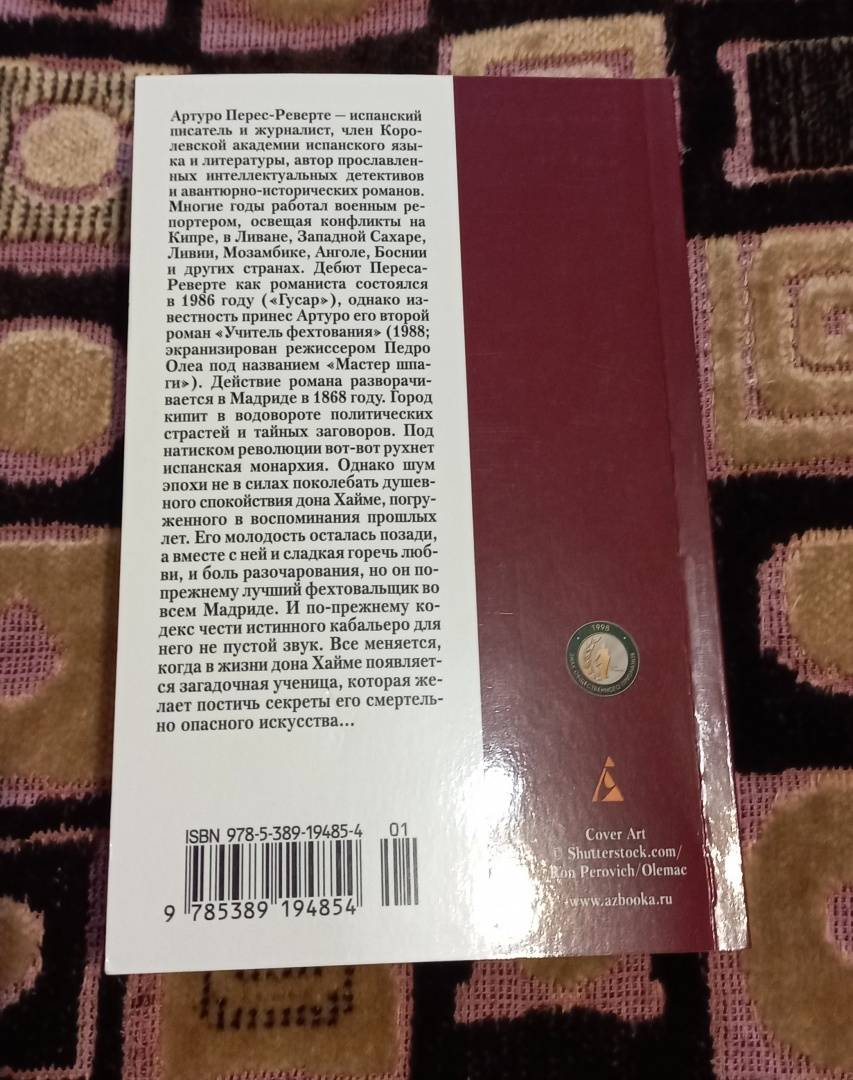 Артуро Перес-Реверте — испанский
писатель и журналист, член Коро-
левской академии испанского язы-
ка и литературы, автор прославлен-
ных интеллектуальных детективов
и авантюрно-исторических романов.
Многие годы работал военным ре-
портером, освещая конфликты на
Кипре, в Ливане, Западной Сахаре,
Ливии, Мозамбике, Анголе, Боснии
и других странах. Дебют Переса-
Реверте как романиста состоялся
в 1986 году («Гусар»), однако из-
вестность принес Артуро его второй
роман «Учитель фехтования» (1988;
экранизирован режиссером Педро
Олеа под названием «Мастер шпа-
ги»). Действие романа разворачи-
вается в Мадриде в 1868 году. Город
кипит в водовороте политических
страстей и тайных заговоров. Под
натиском революции вот-вот рухнет
испанская монархия. Однако шум
эпохи не в силах поколебать душев-
ного спокойствия дона Хайме, погру-
женного в воспоминания прошлых
лет. Его молодость осталась позади,
а вместе с ней и сладкая горечь люб-
ви, и боль разочарования, но он по-
прежнему лучший фехтовальщик во
всем Мадриде. И по-прежнему ко-
декс чести истинного кабальеро для
него не пустой звук. Все меняется,
когда в жизни дона Хайме появляет-
ся загадочная ученица, которая же-
лает постичь секреты его смертель-
но опасного искусства...
ISBN 978-5-389-19485-4 01
9 785389 194854
1998
ЗНАК ОБЩЕСТВЕННОГО ПРИЗНАНИЯ
Cover Art
© Shutterstock.com/
Ron Perovich/Olemac
www.azbooka.ru